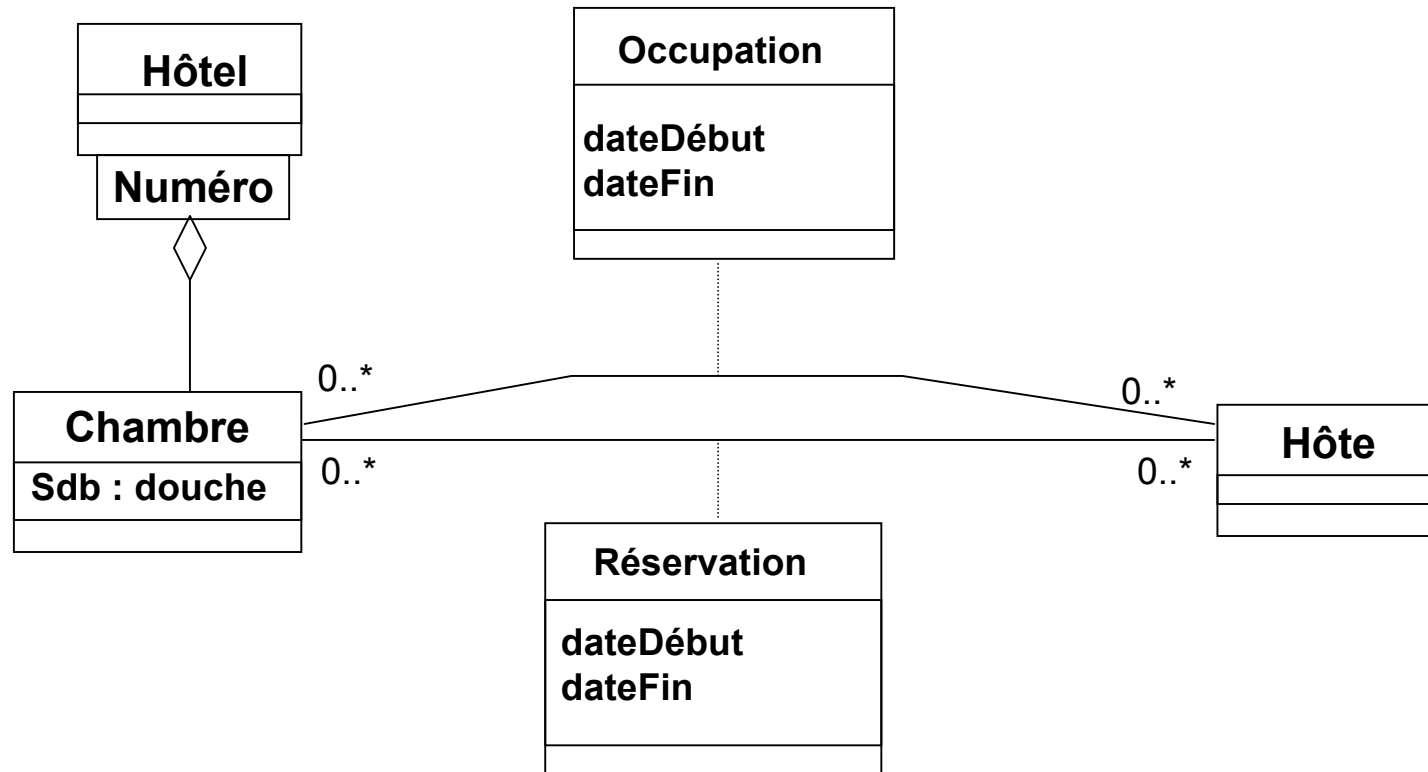 Hôtel
Numéro
Occupation
dateDébut
dateFin
0..*
0..*
Chambre
Sdb : douche
0..*
0..*
Hôte
Réservation
dateDébut
dateFin